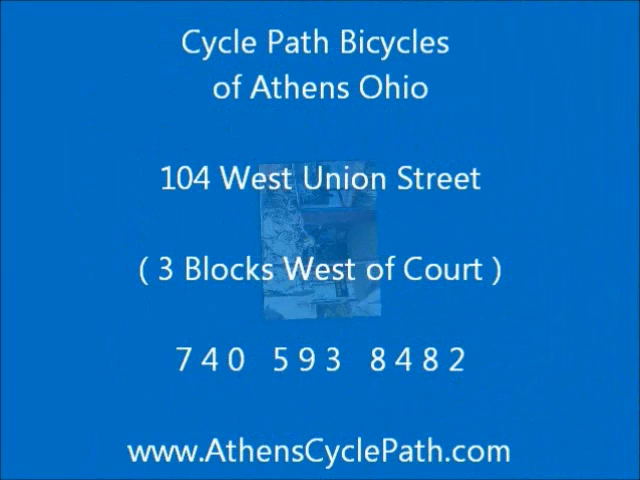 Cycle Path Bicycles
of Athens Ohio
104 West Union Street
( 3 Blocks West of Court )
7 4 0   5 9 3   8 4 8 2
www.AthensCyclePath.com